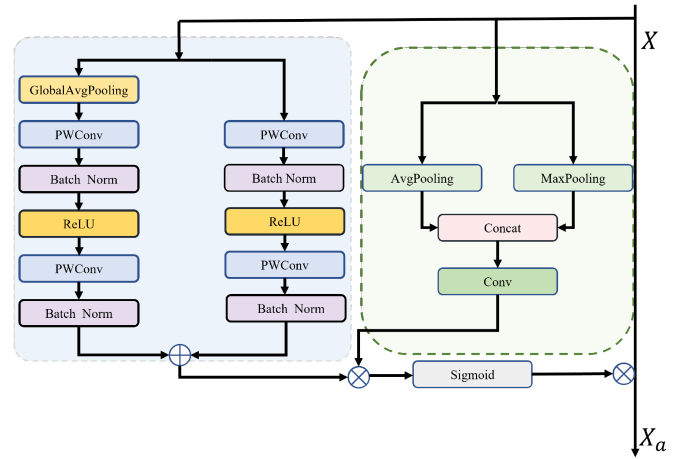 X
GlobalAvgPooling
PWConv
Batch Norm
ReLU
PWConv
Batch Norm
PWConv
Batch Norm
ReLU
PWConv
Batch Norm
AvgPooling
MaxPooling
Concat
Conv
Sigmoid
Xₐ